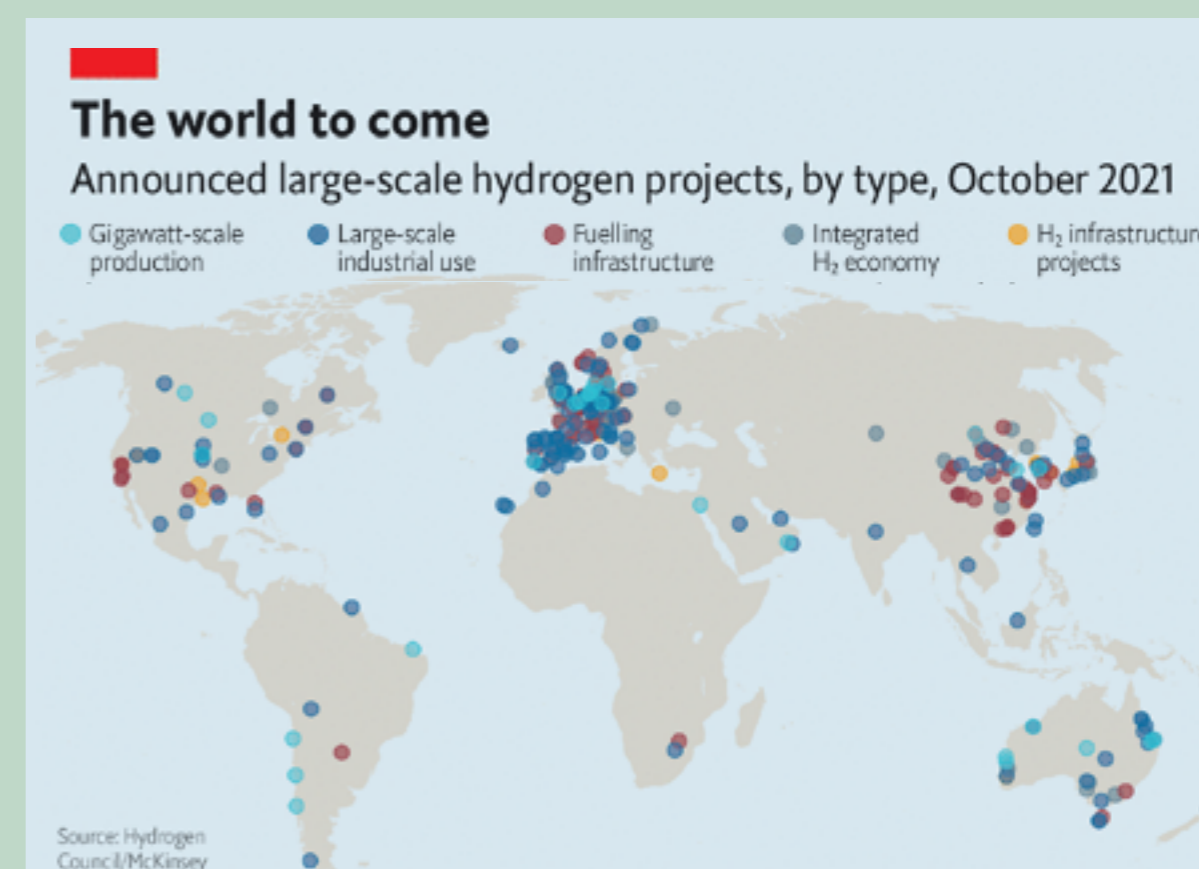 The world to come
Announced large-scale hydrogen projects, by type, October 2021
Gigawatt-scale Large-scale Fuelling Integrated H₂ infrastructure
production industrial use infrastructure H₂ economy projects
Source: Hydrogen
Council/McKinsey